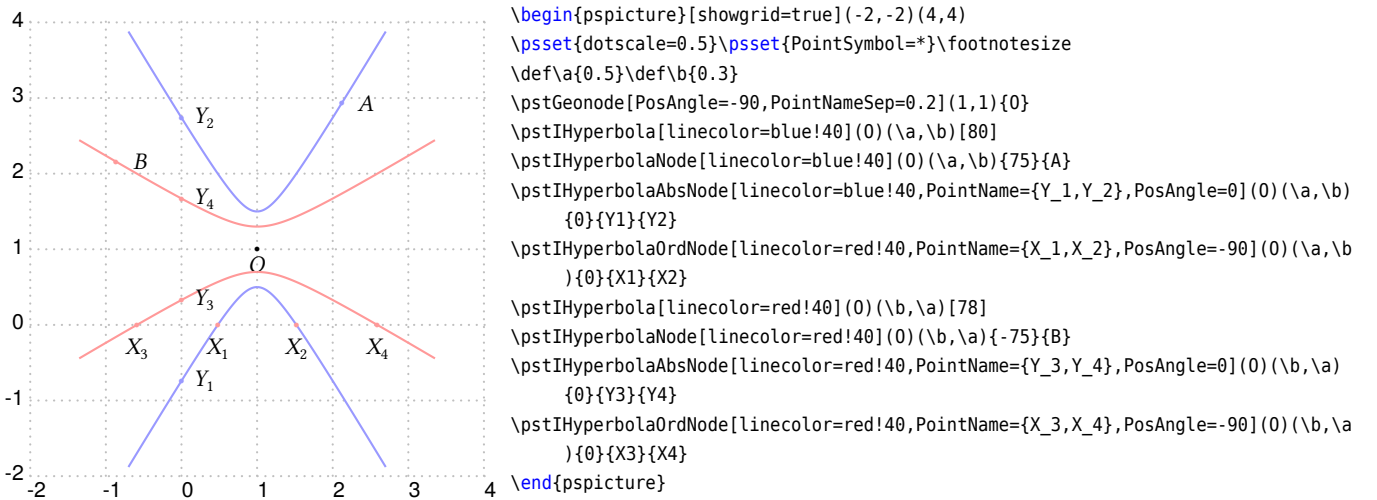 4
3
2
1
0
-1
-2
-2 -1 0 1 2 3 4
Y2
A
B
Y4
O
Y3
X3 X1 X2 X4
Y1
\begin{pspicture}[showgrid=true](-2,-2)(4,4)
\psset{dotscale=0.5}\psset{PointSymbol=*}\footnotesize
\def\a{0.5}\def\b{0.3}
\pstGeonode[PosAngle=-90,PointNameSep=0.2](1,1){O}
\pstIHyperbola[linecolor=blue!40](O)(\a,\b)[80]
\pstIHyperbolaNode[linecolor=blue!40](O)(\a,\b){75}{A}
\pstIHyperbolaAbsNode[linecolor=blue!40,PointName={Y_1,Y_2},PosAngle=0](O)(\a,\b)
{0}{Y1}{Y2}
\pstIHyperbolaOrdNode[linecolor=red!40,PointName={X_1,X_2},PosAngle=-90](O)(\a,\b
){0}{X1}{X2}
\pstIHyperbola[linecolor=red!40](O)(\b,\a)[78]
\pstIHyperbolaNode[linecolor=red!40](O)(\b,\a){-75}{B}
\pstIHyperbolaAbsNode[linecolor=red!40,PointName={Y_3,Y_4},PosAngle=0](O)(\b,\a)
{0}{Y3}{Y4}
\pstIHyperbolaOrdNode[linecolor=red!40,PointName={X_3,X_4},PosAngle=-90](O)(\b,\a
){0}{X3}{X4}
\end{pspicture}